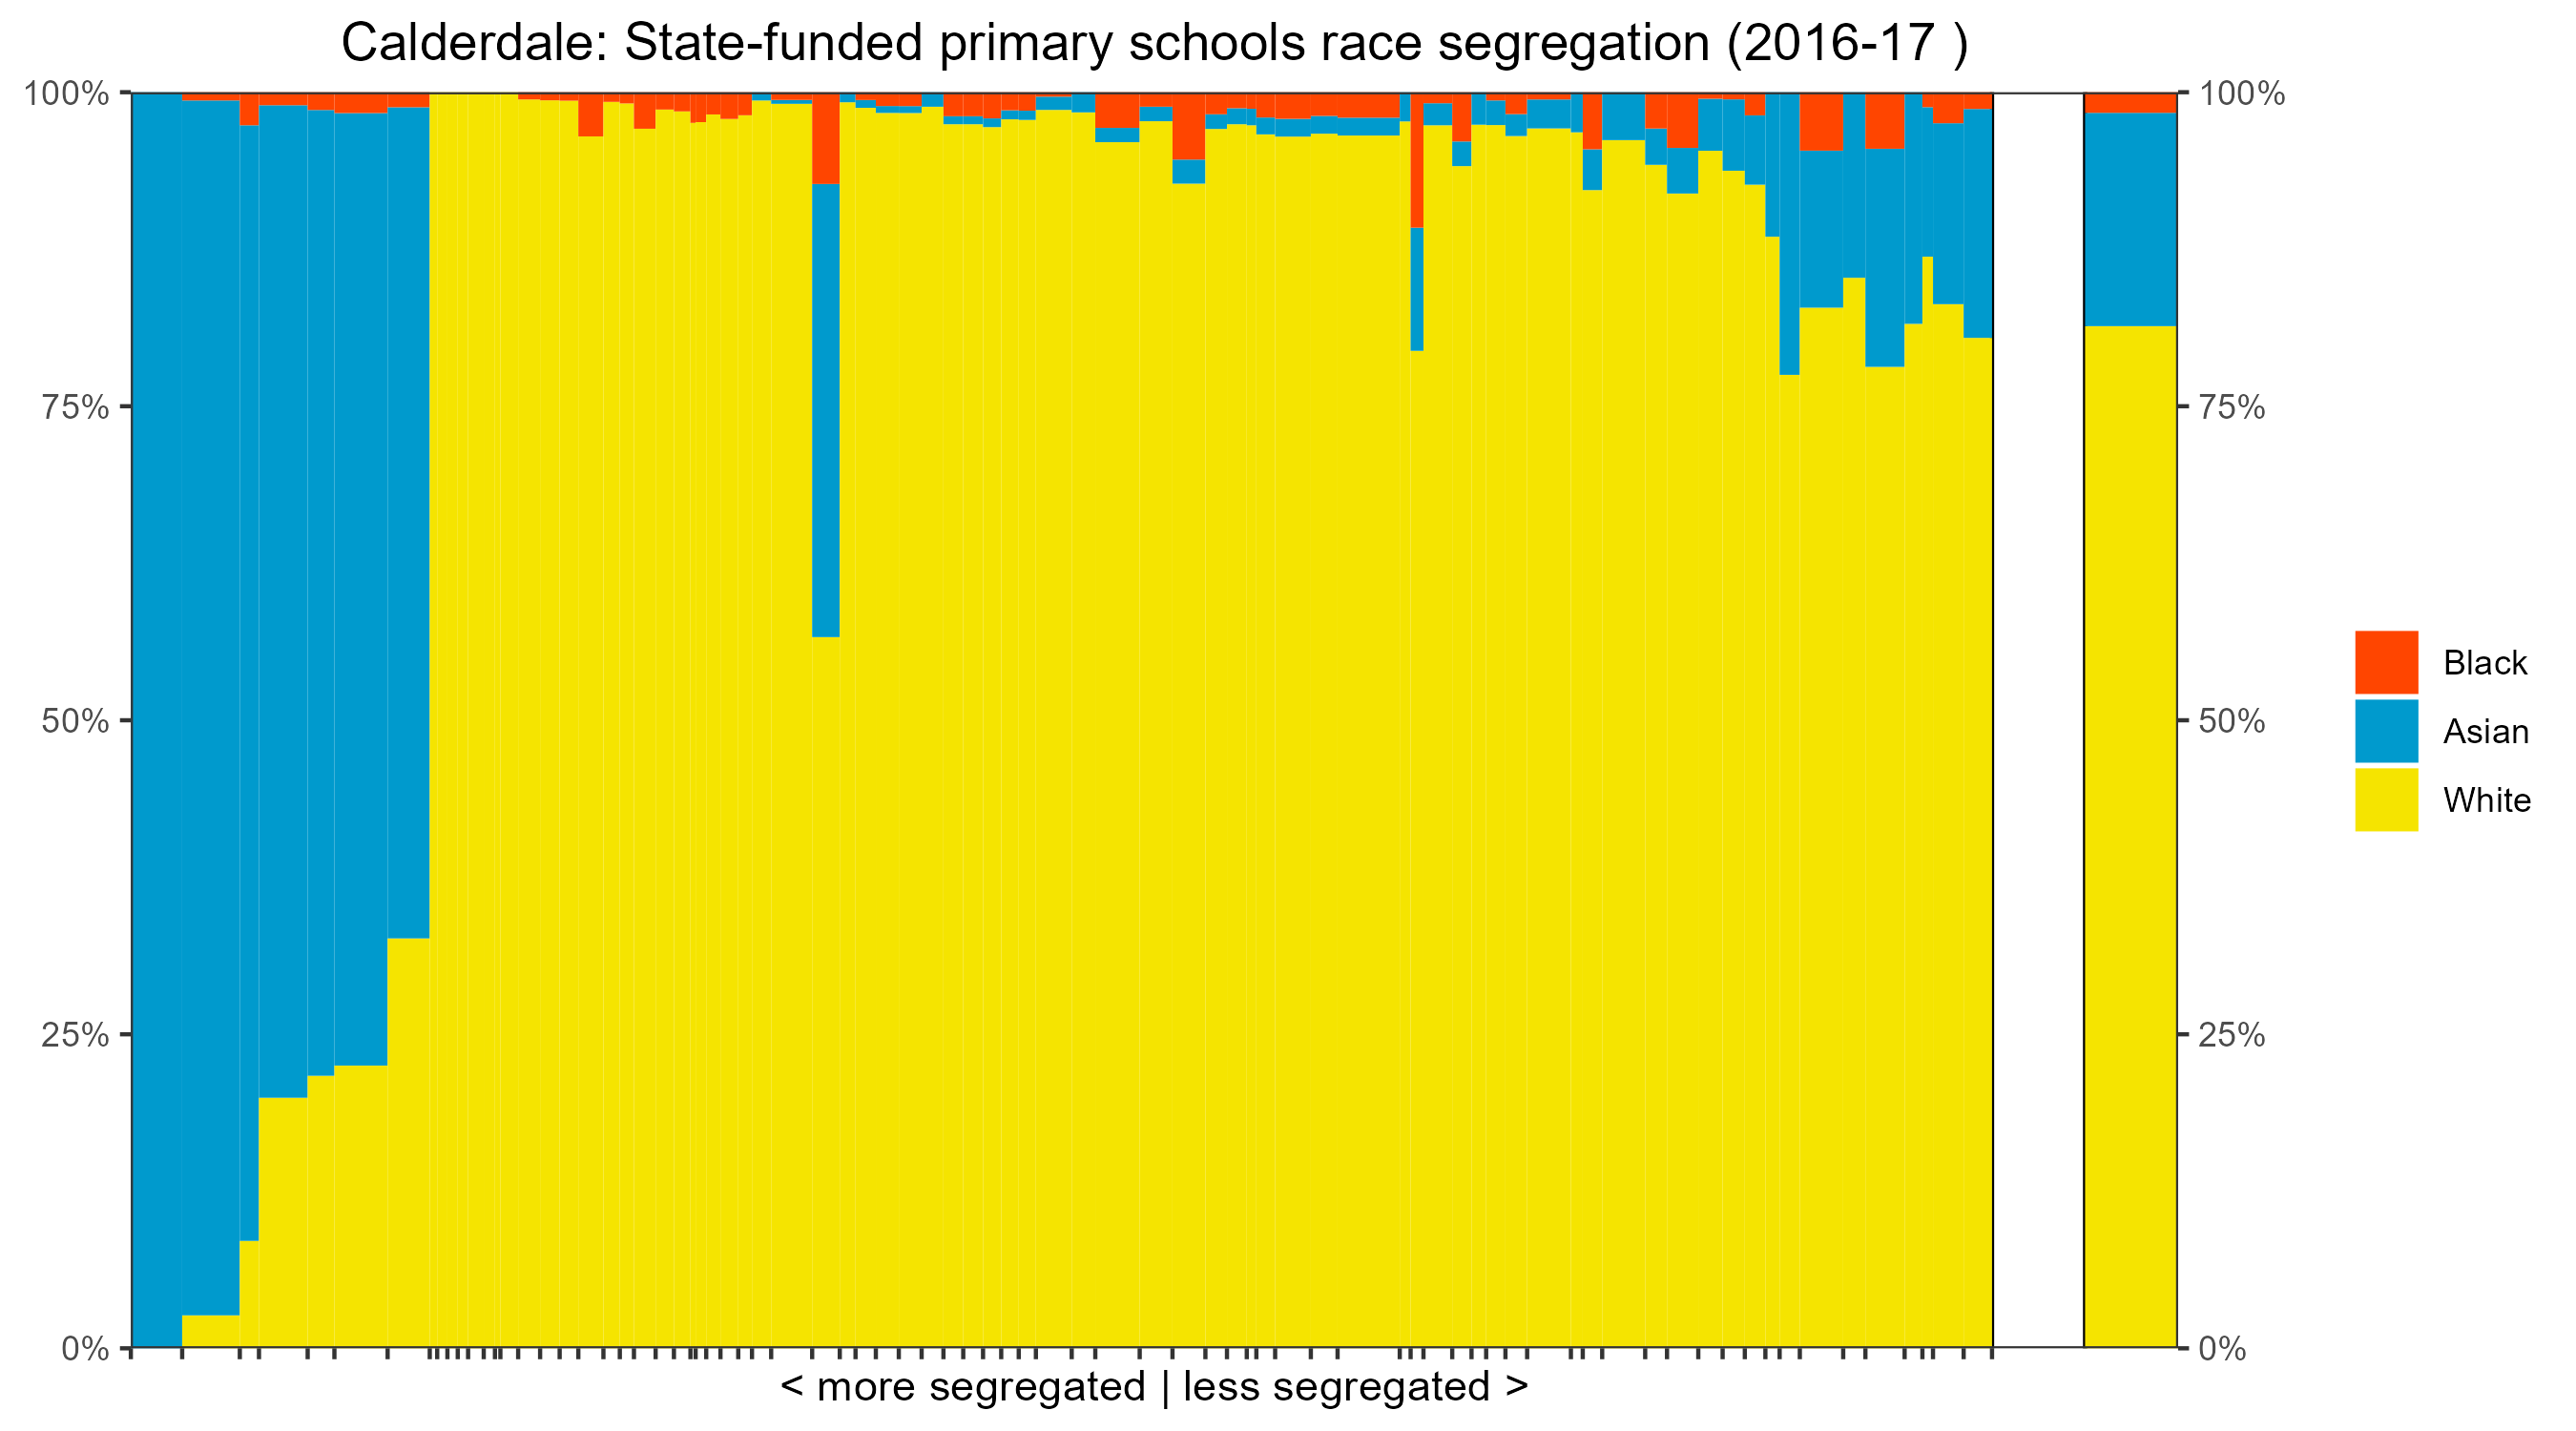 Calderdale: State-funded primary schools race segregation (2016-17 )
100%
75%
50%
25%
0%
100%
75%
50%
25%
0%
Black
Asian
White
< more segregated | less segregated >